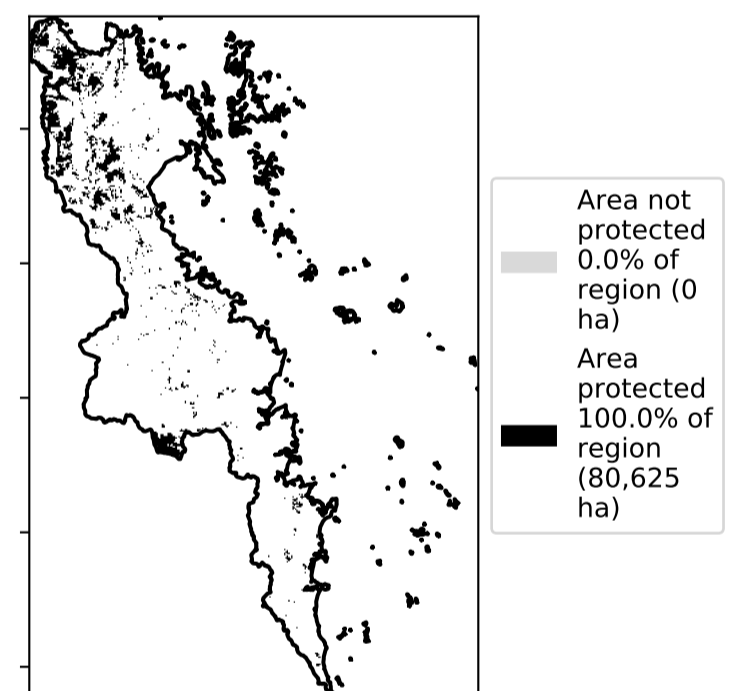 Area not
protected
0.0% of
region (0
ha)
Area
protected
100.0% of
region
(80,625
ha)